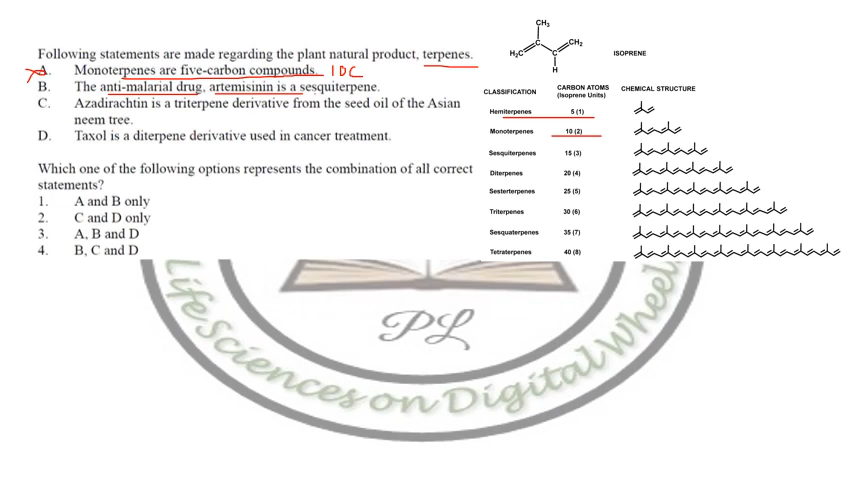 Following statements are made regarding the plant natural product, terpenes.
A. Monoterpenes are five-carbon compounds. 10C
B. The anti-malarial drug, artemisinin is a sesquiterpene.
C. Azadirachtin is a triterpene derivative from the seed oil of the Asian
neem tree.
D. Taxol is a diterpene derivative used in cancer treatment.
Which one of the following options represents the combination of all correct
statements?
1. A and B only
2. C and D only
3. A, B and D
4. B, C and D
CH3
H2C
C
CH2
C
H
ISOPRENE
CLASSIFICATION CARBON ATOMS (Isoprene Units) CHEMICAL STRUCTURE
Hemiterpenes 5 (1)
Monoterpenes 10 (2)
Sesquiterpenes 15 (3)
Diterpenes 20 (4)
Sesterterpenes 25 (5)
Triterpenes 30 (6)
Sesquaterpenes 35 (7)
Tetraterpenes 40 (8)
PL
Life Sciences on Digital Wheels